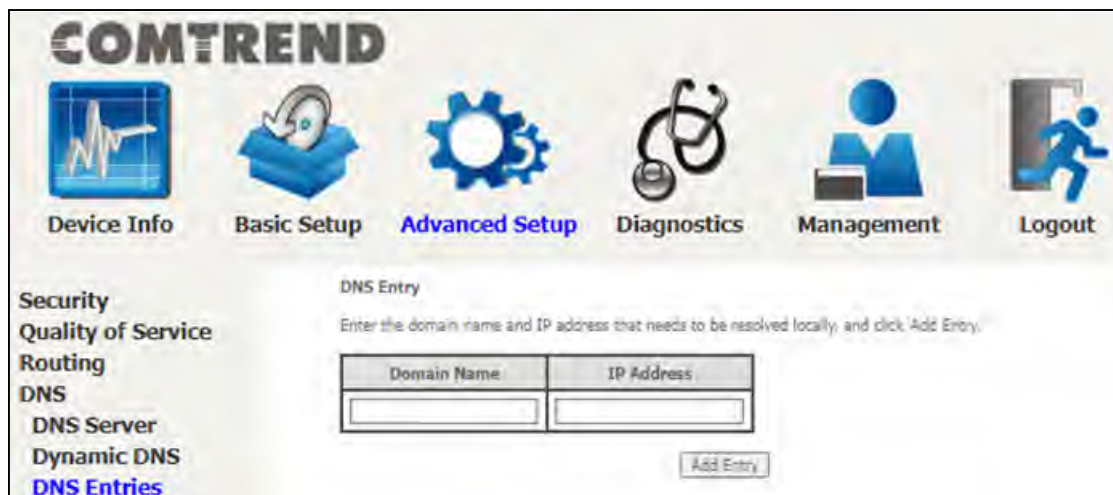 COMTREND
Device Info
Basic Setup
Advanced Setup
Diagnostics
Management
Logout
Security
Quality of Service
Routing
DNS
DNS Server
Dynamic DNS
DNS Entries
DNS Entry
Enter the domain name and IP address that needs to be resolved locally, and click 'Add Entry.'
Domain Name
IP Address
Add Entry